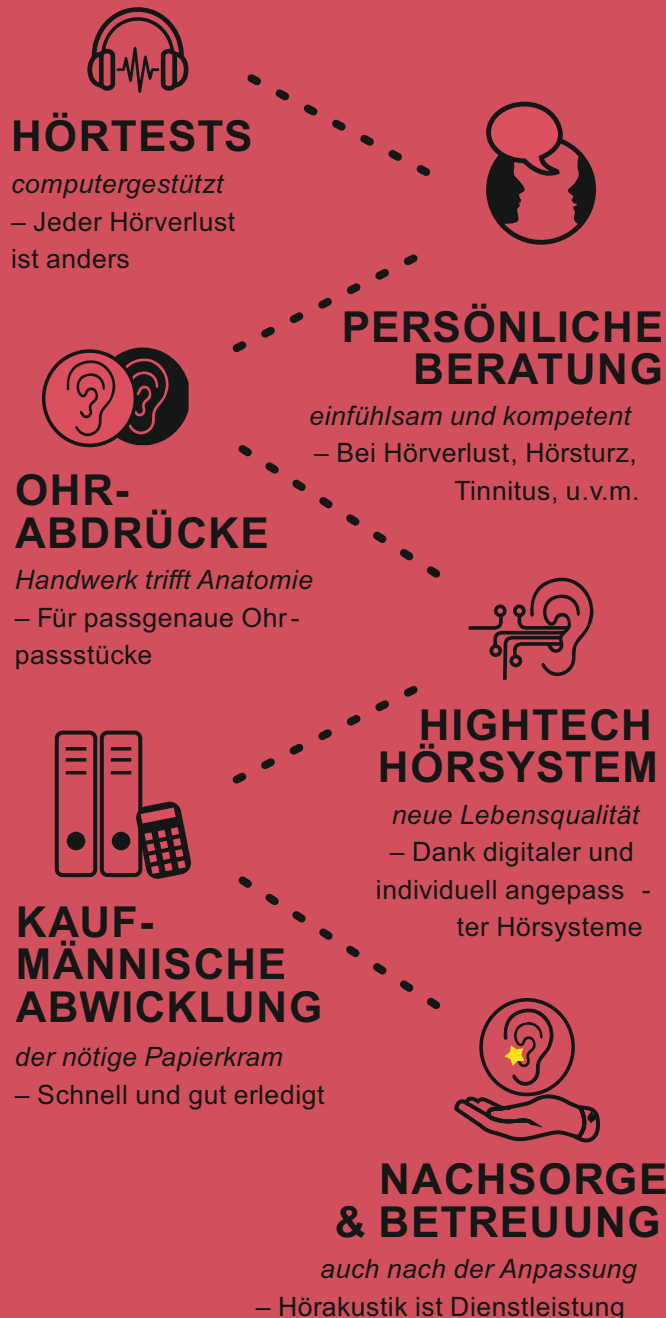 HÖRTESTS
computergestützt
– Jeder Hörverlust
ist anders
PERSÖNLICHE
BERATUNG
einfühlsam und kompetent
– Bei Hörverlust, Hörsturz,
Tinnitus, u.v.m.
OHR-
ABDRÜCKE
Handwerk trifft Anatomie
– Für passgenaue Ohr-
passstücke
HIGHTECH
HÖRSYSTEM
neue Lebensqualität
– Dank digitaler und
individuell angepass -
ter Hörsysteme
KAUF-
MÄNNISCHE
ABWICKLUNG
der nötige Papierkram
– Schnell und gut erledigt
NACHSORGE
& BETREUUNG
auch nach der Anpassung
– Hörakustik ist Dienstleistung